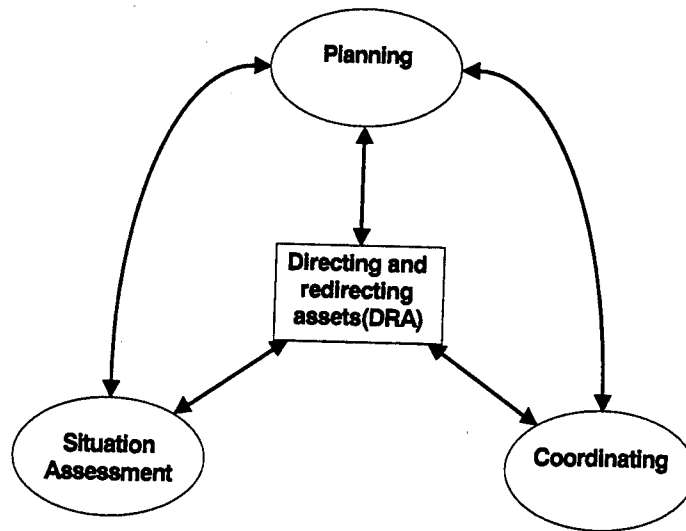 Planning
Directing and
redirecting
assets(DRA)
Situation
Assessment
Coordinating